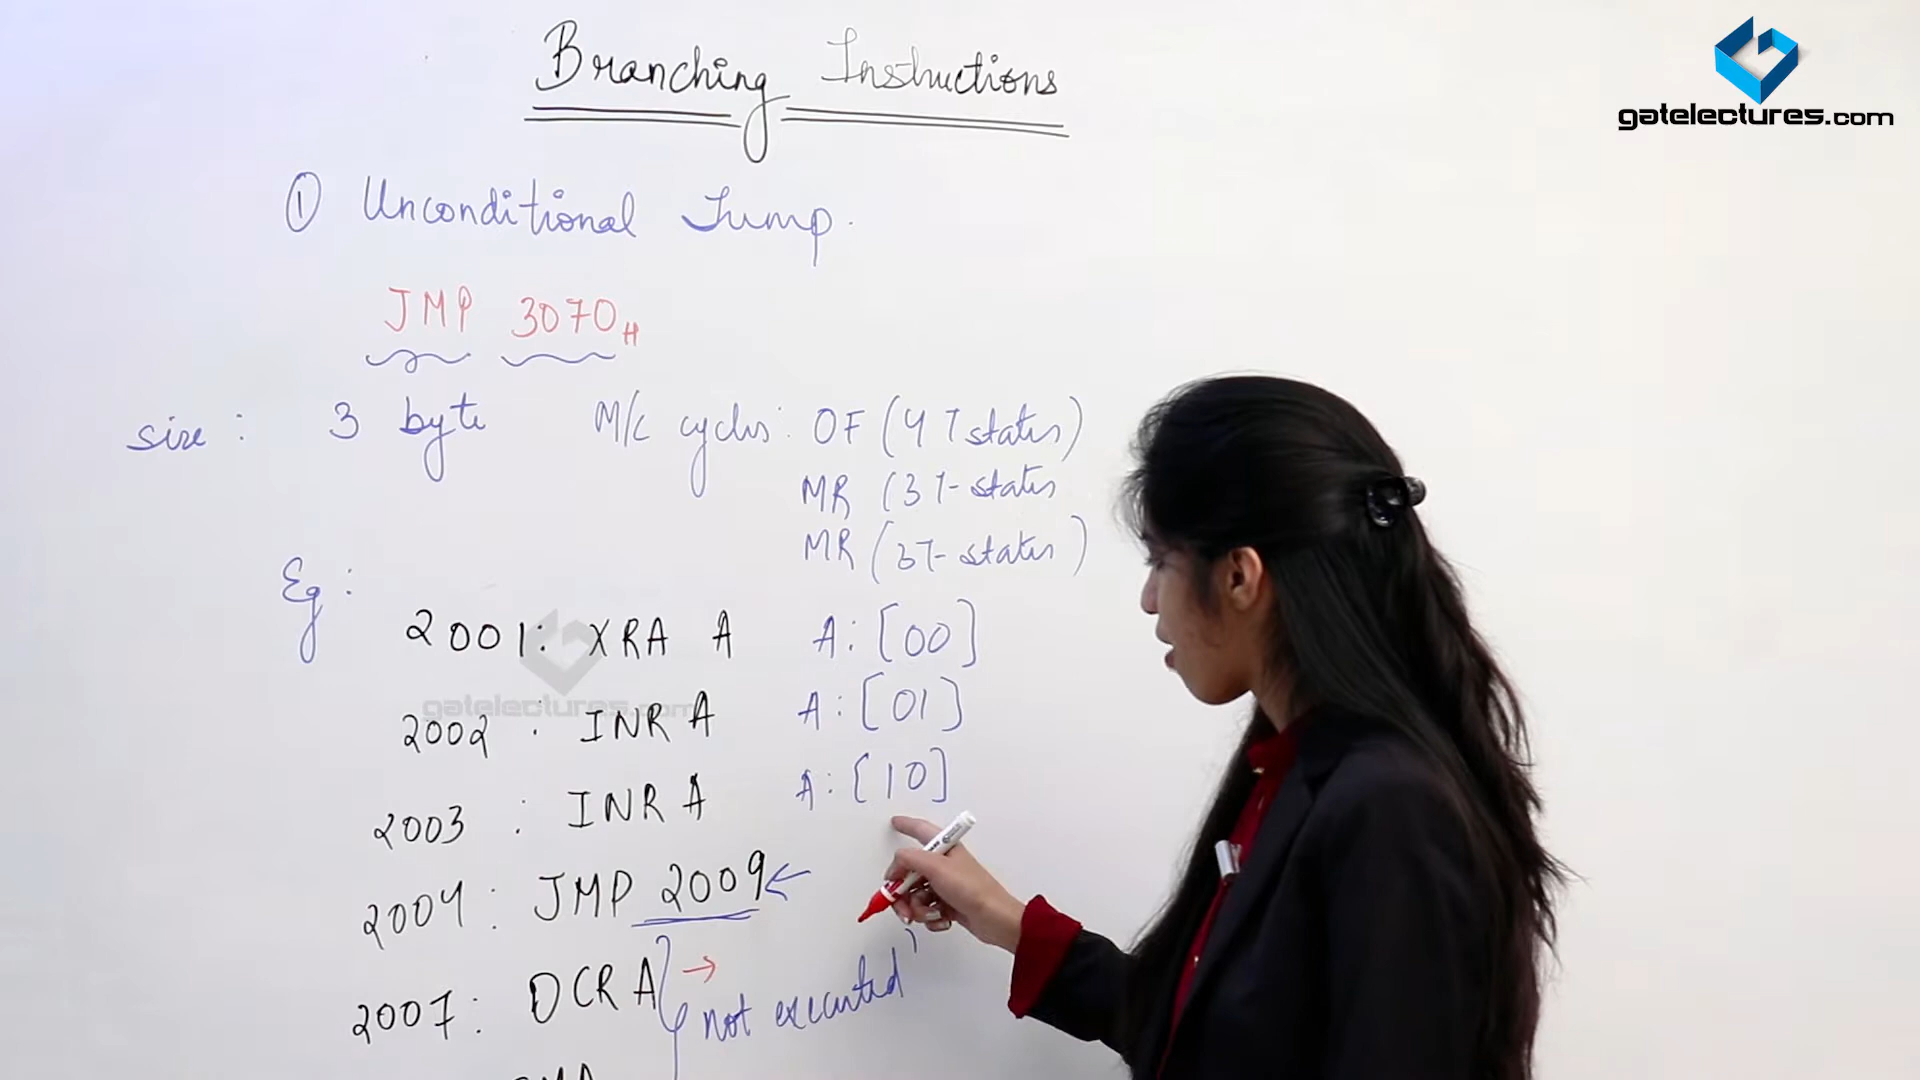 Branching Instructions
gatelectures.com
① Unconditional Jump.
JMP 3070H
size: 3 byte M/C cycles: OF (4 T states)
MR (3 T-states
MR (3T-states)
Eg:
2001: XRA A A:[00]
gatelectures.com
2002: INR A A:[01]
2003: INR A A:[10]
2004: JMP 2009 ←
2007: DCR A → not executed